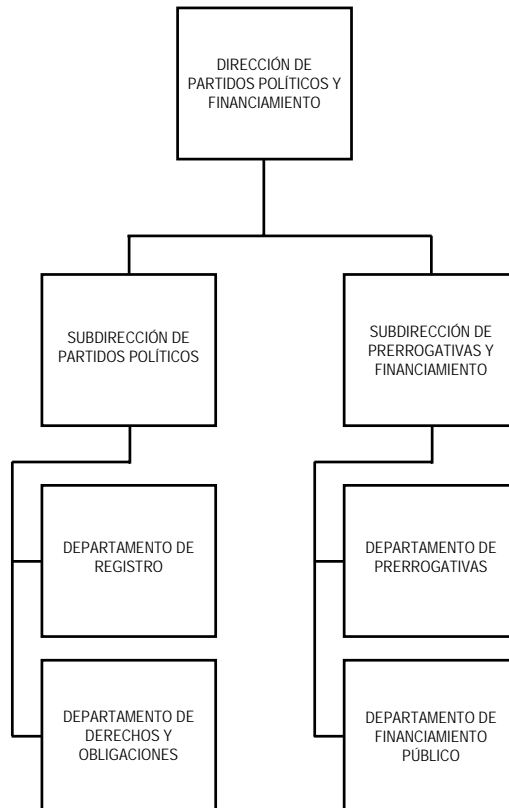 DIRECCIÓN DE
PARTIDOS POLÍTICOS Y
FINANCIAMIENTO
SUBDIRECCIÓN DE
PARTIDOS POLÍTICOS
SUBDIRECCIÓN DE
PRERROGATIVAS Y
FINANCIAMIENTO
DEPARTAMENTO DE
REGISTRO
DEPARTAMENTO DE
PRERROGATIVAS
DEPARTAMENTO DE
DERECHOS Y
OBLIGACIONES
DEPARTAMENTO DE
FINANCIAMIENTO
PÚBLICO